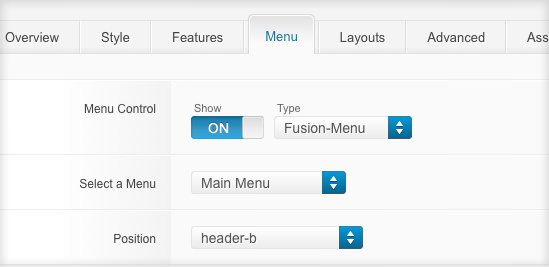 Overview Style Features Menu Layouts Advanced Ass
Show Type
Menu Control ON Fusion-Menu
Select a Menu Main Menu
Position header-b